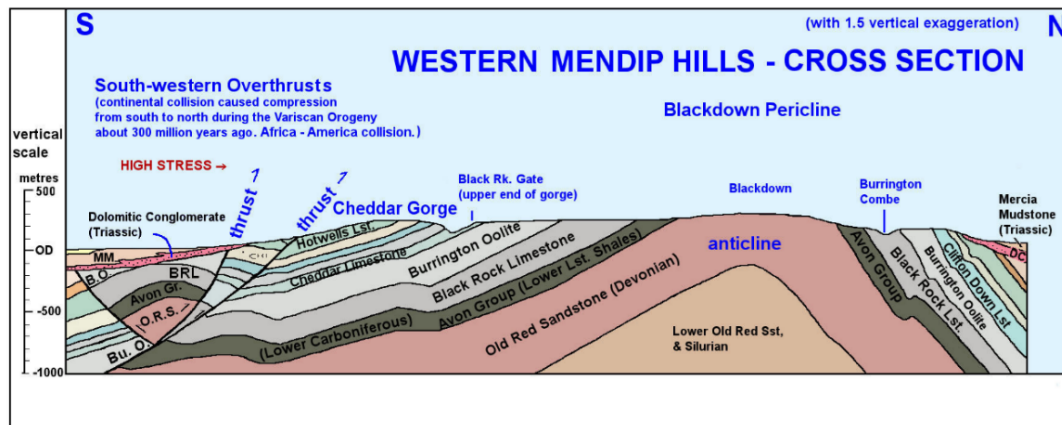 S
(with 1.5 vertical exaggeration)
N
WESTERN MENDIP HILLS - CROSS SECTION
South-western Overthrusts
(continental collision caused compression
from south to north during the Variscan Orogeny
about 300 million years ago. Africa - America collision.)
Blackdown Pericline
vertical
scale
metres
HIGH STRESS →
500
OD
-500
-1000
Dolomitic Conglomerate
(Triassic)
thrust
thrust
Cheddar Gorge
Black Rk. Gate
(upper end of gorge)
Blackdown
Burrington
Combe
Mercia
Mudstone
(Triassic)
MM.
B.O.
BRL
Avon Gr.
O.R.S.
Bu. O.
Hotwells Lst.
Cheddar Limestone
Burrington Oolite
Black Rock Limestone
(Lower Carboniferous)
Avon Group (Lower Lst. Shales)
Old Red Sandstone (Devonian)
anticline
Lower Old Red Sst,
& Silurian
Avon Group
Black Rock Lst.
Burrington Oolite
Clifton Down Lst
DC